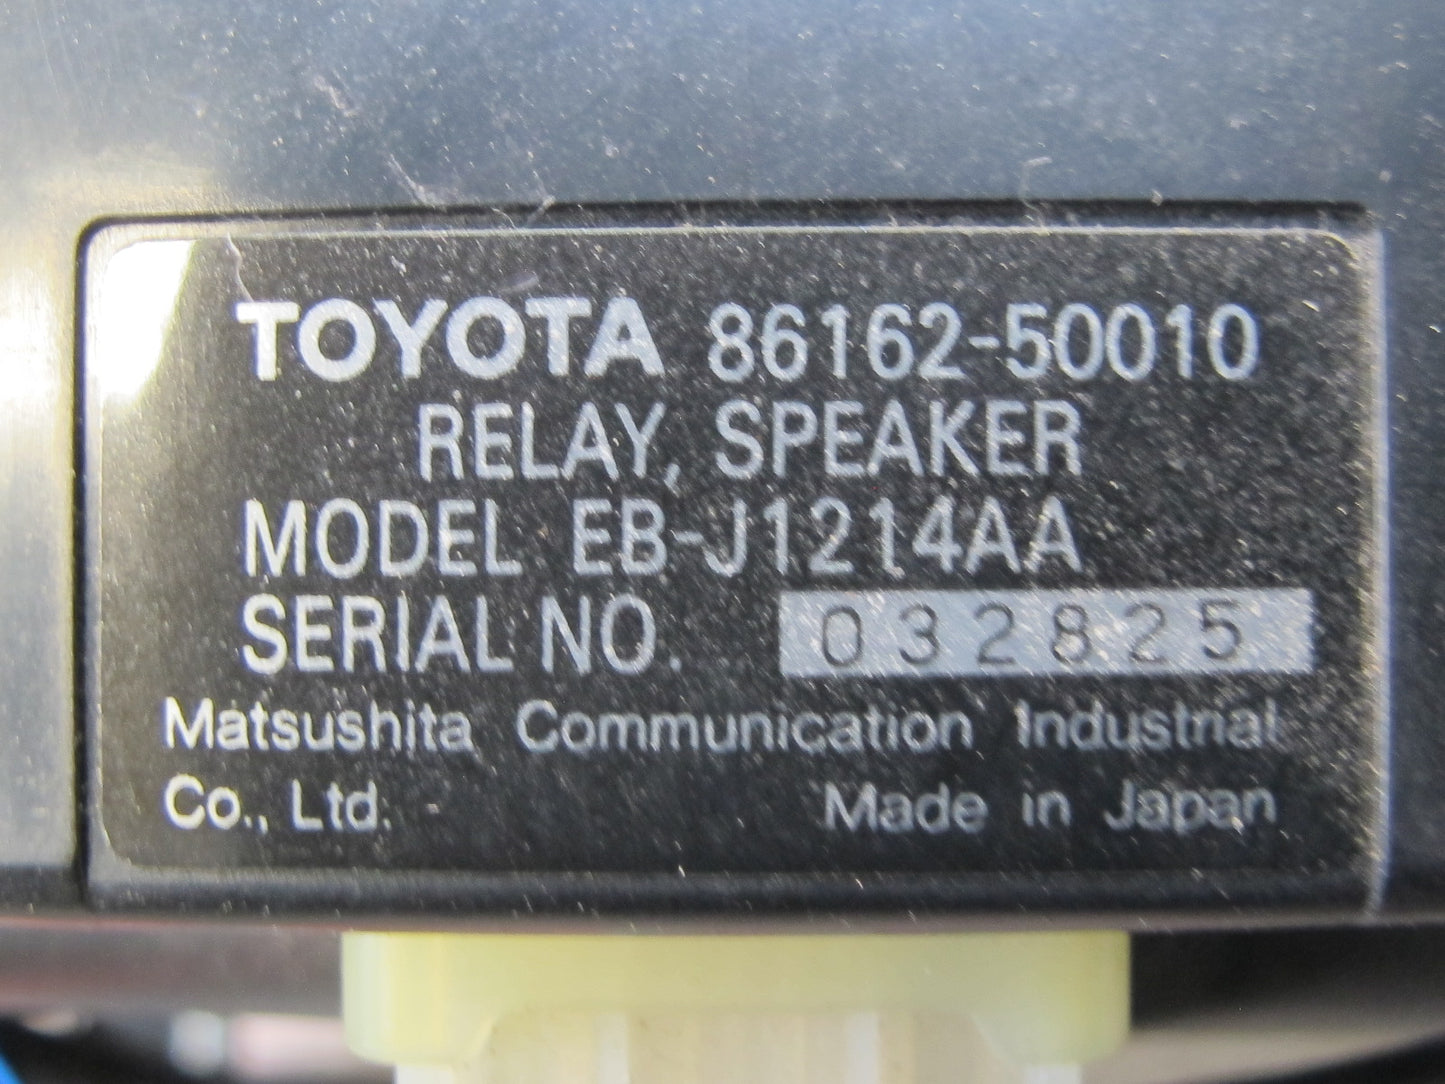 TOYOTA 86162-50010
RELAY, SPEAKER
MODEL EB-J1214AA
SERIAL NO. 032825
Matsushita Communication Industrial
Co., Ltd. Made in Japan